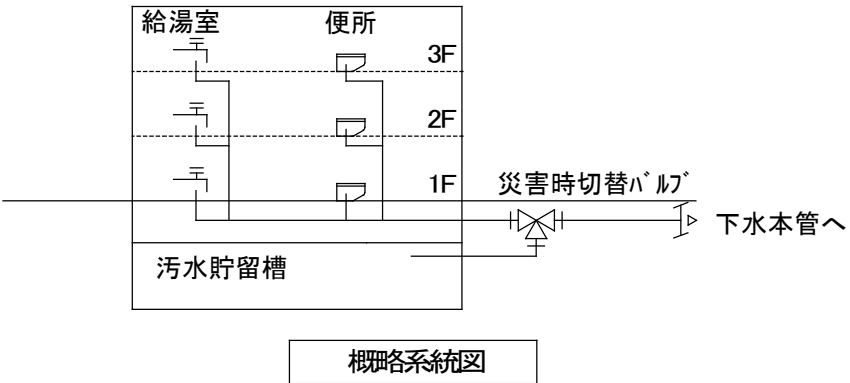 給湯室 便所
3F
2F
1F 災害時切替ﾊﾞﾙﾌﾞ
下水本管へ
汚水貯留槽
概略系統図